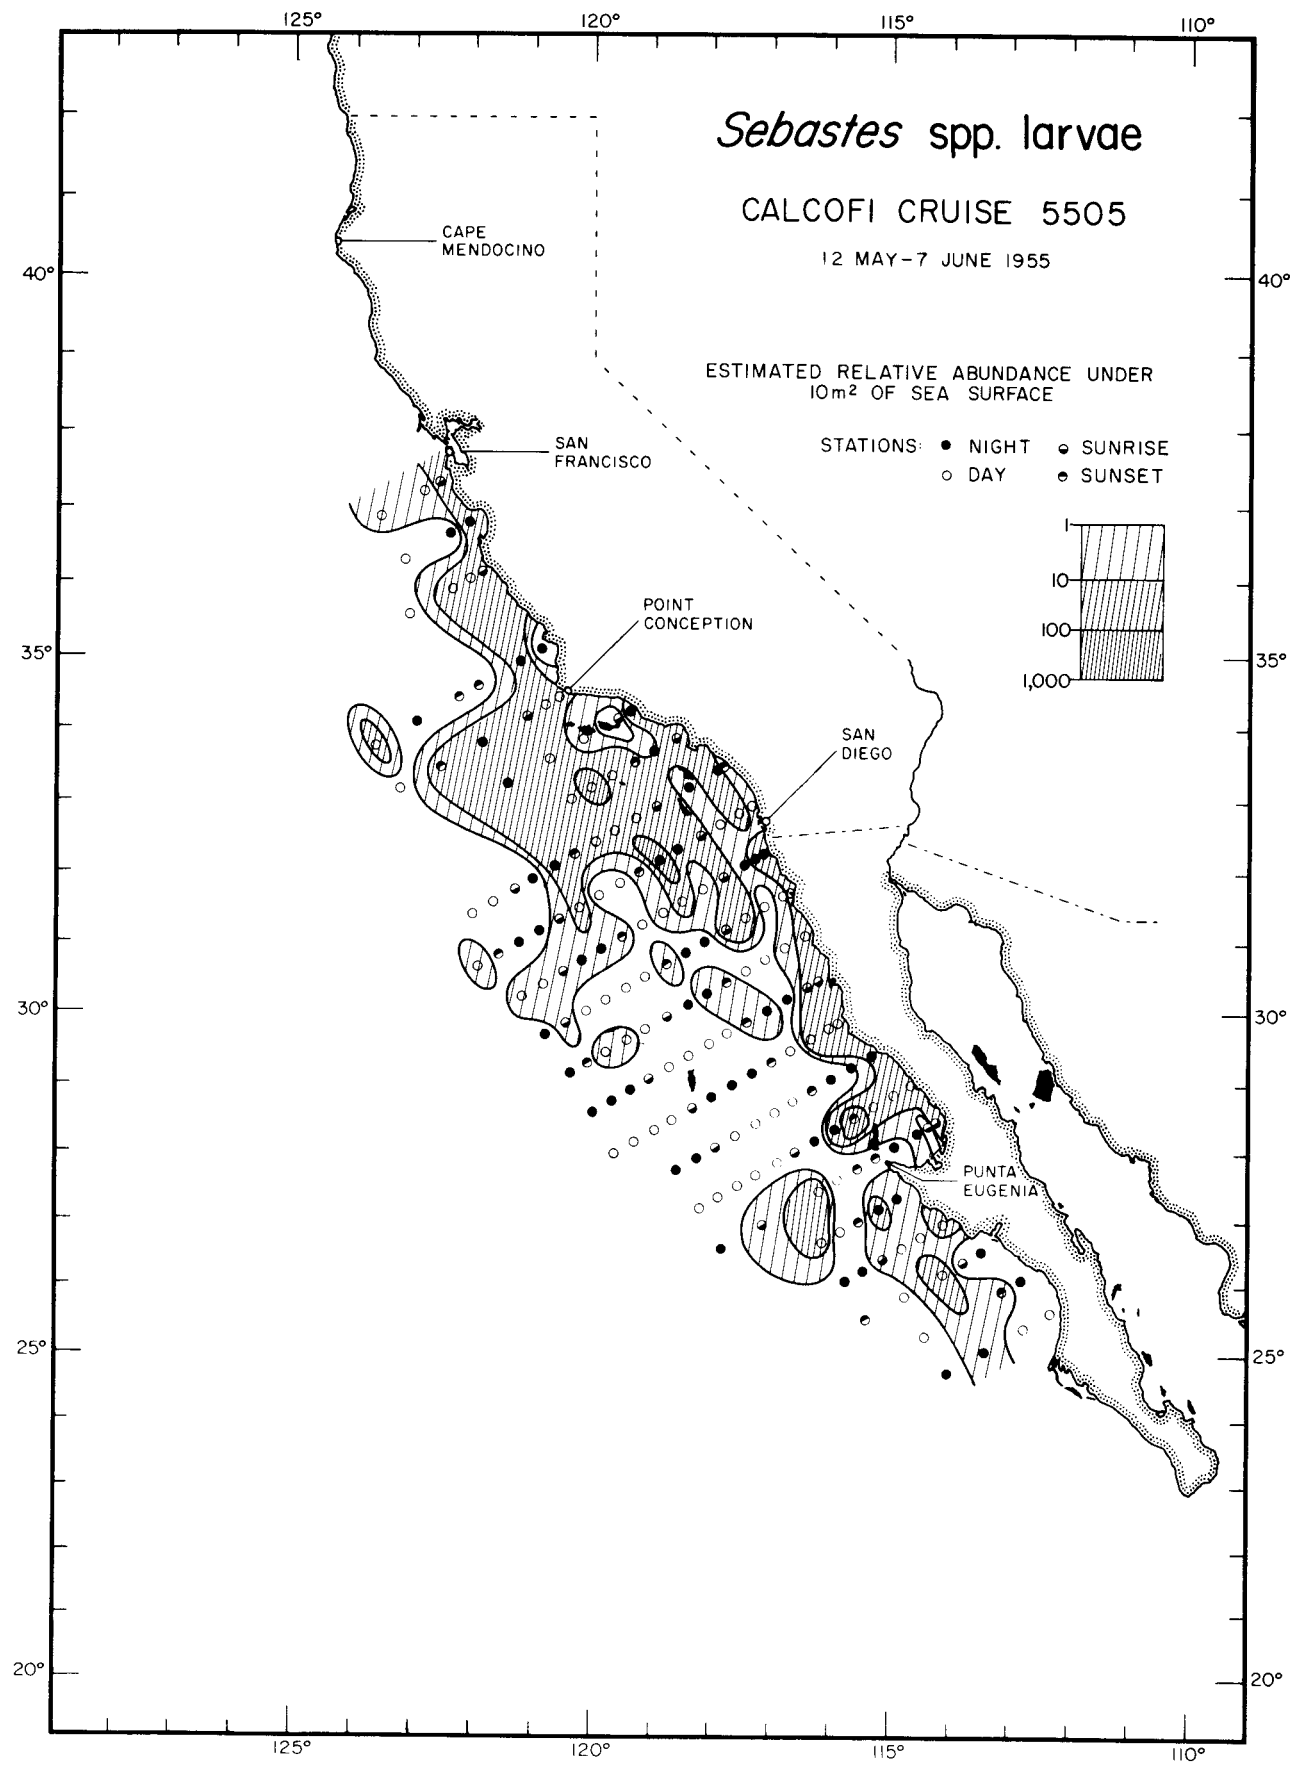 125° 120° 115° 110°
Sebastes spp. larvae
CALCOFI CRUISE 5505
12 MAY–7 JUNE 1955
CAPE
MENDOCINO
40° 40°
ESTIMATED RELATIVE ABUNDANCE UNDER
10m² OF SEA SURFACE
STATIONS: ● NIGHT SUNRISE
○ DAY SUNSET
SAN
FRANCISCO
1
10
100
1,000
POINT
CONCEPTION
35° 35°
SAN
DIEGO
30° 30°
PUNTA
EUGENIA
25° 25°
20° 20°
125° 120° 115° 110°